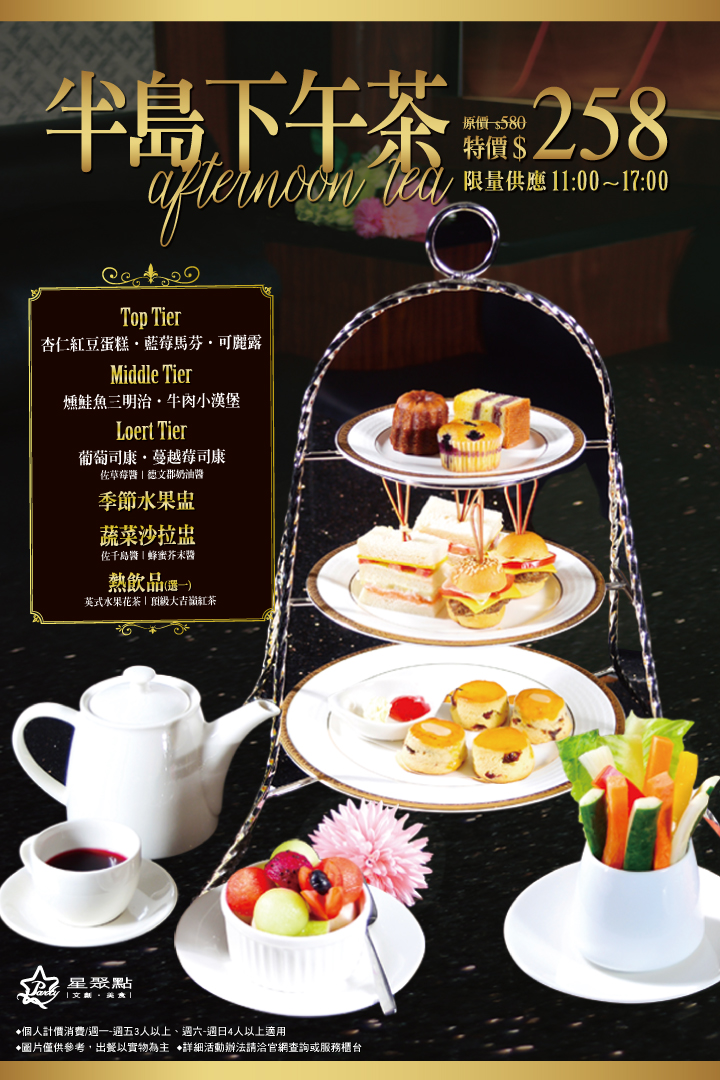 半島下午茶
afternoon tea
原價 $580
特價 $258
限量供應 11:00~17:00
Top Tier
杏仁紅豆蛋糕・藍莓馬芬・可麗露
Middle Tier
燻鮭魚三明治・牛肉小漢堡
Loert Tier
葡萄司康・蔓越莓司康
佐草莓醬|德文郡奶油醬
季節水果盅
蔬菜沙拉盅
佐千島醬|蜂蜜芥末醬
熱飲品(選一)
英式水果花茶|頂級大吉嶺紅茶
Party
星聚點
|文創・美食|
◆個人計價消費/週一-週五3人以上、週六-週日4人以上適用
◆圖片僅供參考,出餐以實物為主 ◆詳細活動辦法請洽官網查詢或服務櫃台